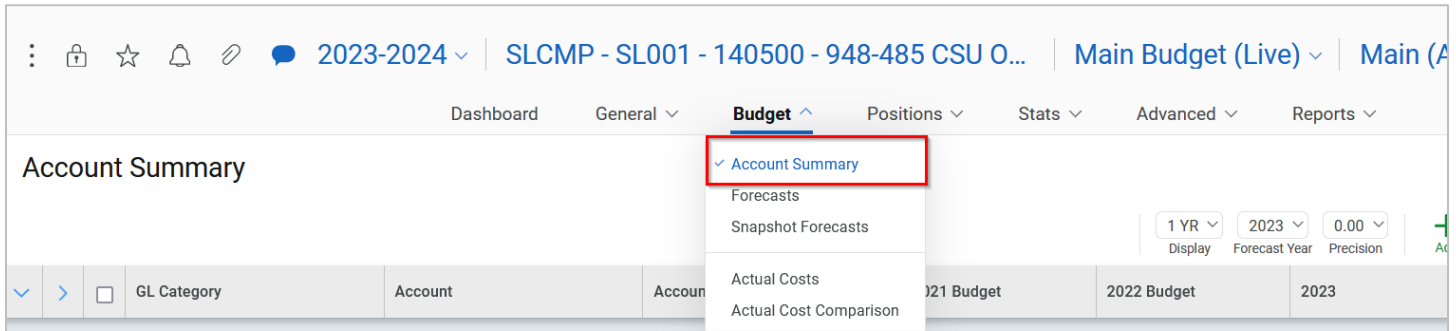 2023-2024 SLCMP - SL001 - 140500 - 948-485 CSU O... Main Budget (Live) Main (A
Dashboard General Budget Positions Stats Advanced Reports
Account Summary
Account Summary
Forecasts
Snapshot Forecasts
1 YR 2023 0.00
Display Forecast Year Precision
GL Category Account Accoun 2021 Budget 2022 Budget 2023
Actual Costs
Actual Cost Comparison